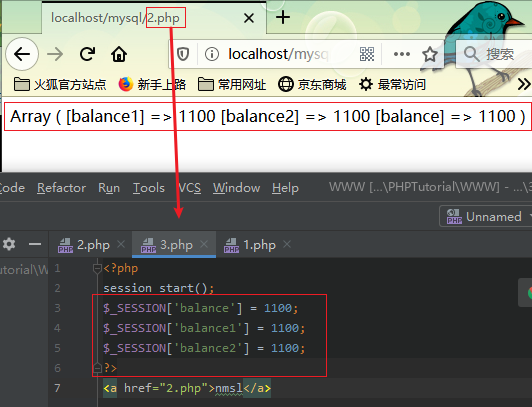 localhost/mysql/2.php
localhost/mysq
搜索
火狐官方站点 新手上路 常用网址 京东商城 最常访问
Array ( [balance1] => 1100 [balance2] => 1100 [balance] => 1100 )
Code Refactor Run Tools VCS Window Help WWW [...\PHPTutorial\WWW] - ...\3
Unnamed
2.php 3.php 1.php
utorial\W
1 <?php
2 session_start();
3 $_SESSION['balance'] = 1100;
4 $_SESSION['balance1'] = 1100;
5 $_SESSION['balance2'] = 1100;
6 ?>
7 <a href="2.php">nmsl</a>